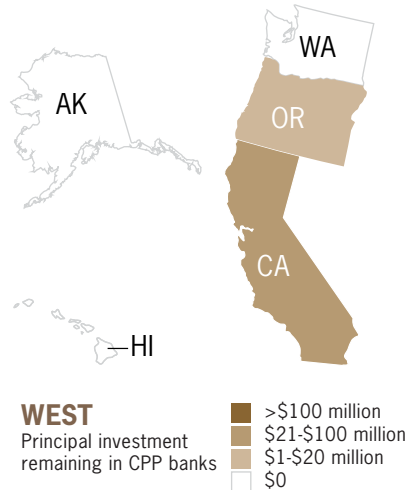 WA
AK
OR
CA
HI
WEST
Principal investment
remaining in CPP banks
>$100 million
$21-$100 million
$1-$20 million
$0